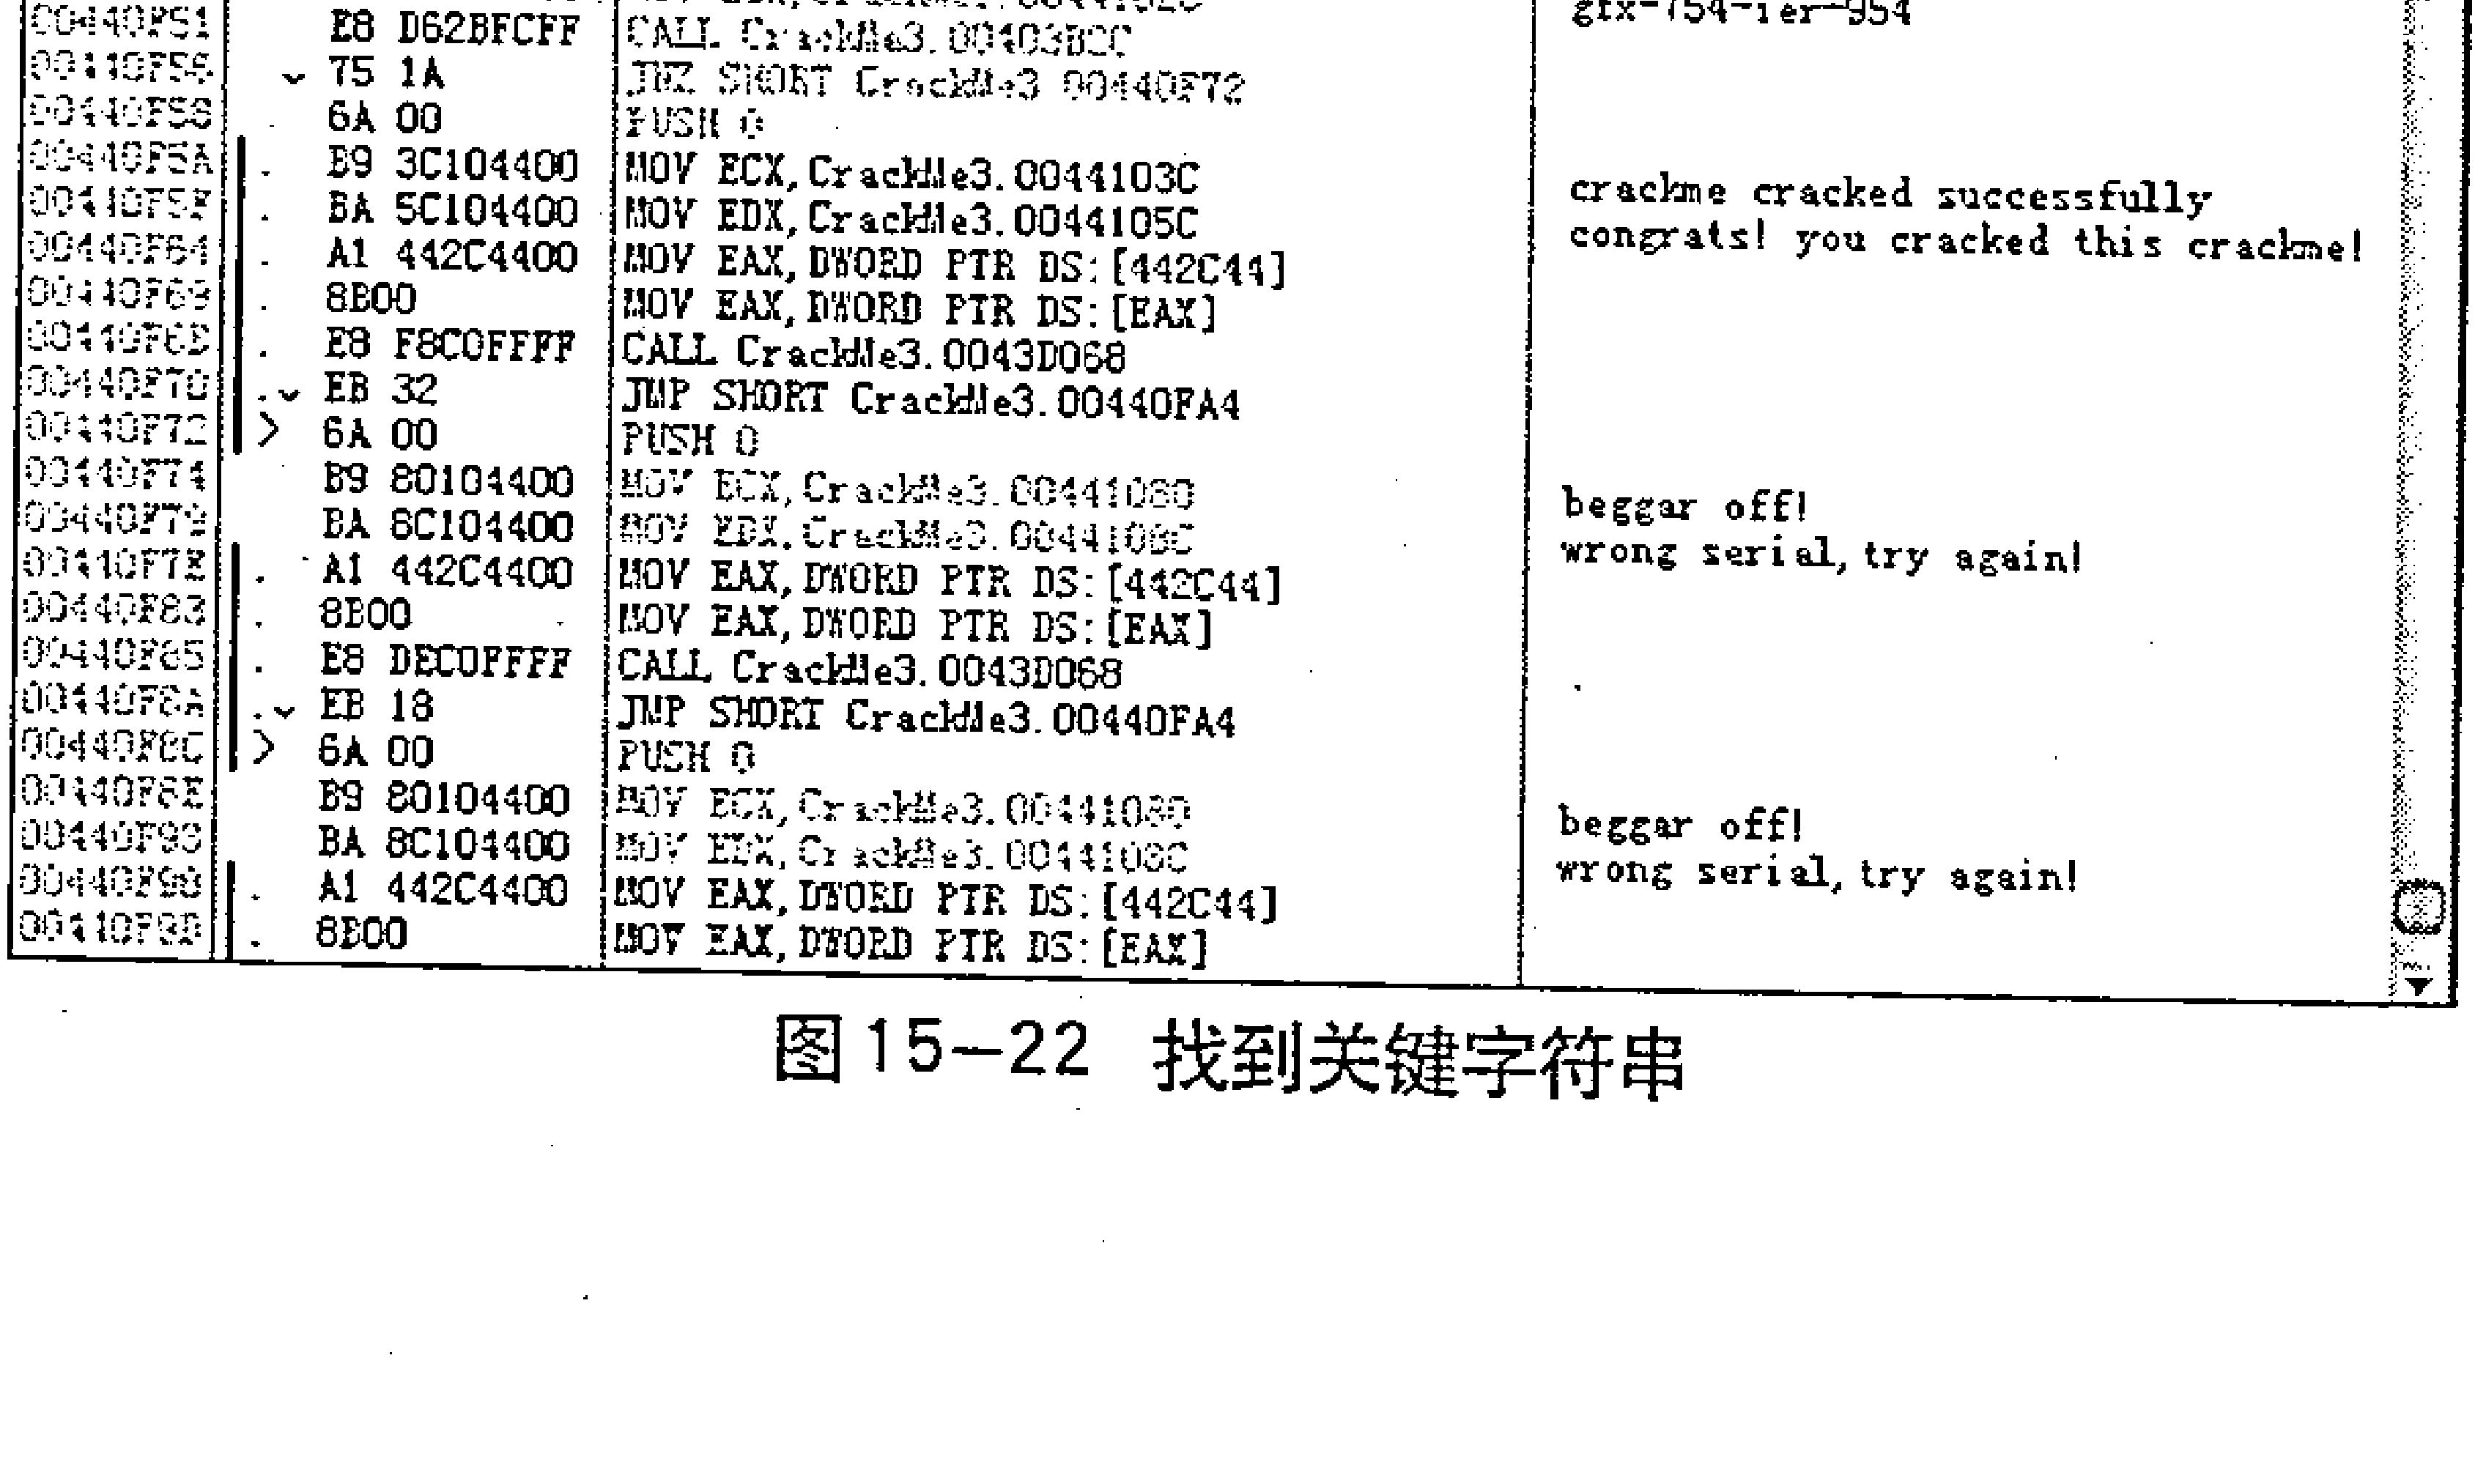 gfx-754-ier-954
00440F51 E8 D62BFCFF CALL CrackMe3.00403B2C
00440F56 75 1A JNZ SHORT CrackMe3.00440F72
00440F58 6A 00 PUSH 0
00440F5A . B9 3C104400 MOV ECX,CrackMe3.0044103C crackme cracked successfully
00440F5F . BA 5C104400 MOV EDX,CrackMe3.0044105C congrats! you cracked this crackme!
00440F64 . A1 442C4400 MOV EAX,DWORD PTR DS:[442C44]
00440F69 . 8B00 MOV EAX,DWORD PTR DS:[EAX]
00440F6B . E8 F8C0FFFF CALL CrackMe3.0043D068
00440F70 . EB 32 JMP SHORT CrackMe3.00440FA4
00440F72 > 6A 00 PUSH 0
00440F74 B9 80104400 MOV ECX,CrackMe3.00441080 beggar off!
00440F79 BA 8C104400 MOV EDX,CrackMe3.0044108C wrong serial,try again!
00440F7E . A1 442C4400 MOV EAX,DWORD PTR DS:[442C44]
00440F83 . 8B00 MOV EAX,DWORD PTR DS:[EAX]
00440F85 . E8 DEC0FFFF CALL CrackMe3.0043D068
00440F8A . EB 18 JMP SHORT CrackMe3.00440FA4
00440F8C > 6A 00 PUSH 0
00440F8E B9 80104400 MOV ECX,CrackMe3.00441080 beggar off!
00440F93 BA 8C104400 MOV EDX,CrackMe3.0044108C wrong serial,try again!
00440F98 . A1 442C4400 MOV EAX,DWORD PTR DS:[442C44]
00440F9D . 8B00 MOV EAX,DWORD PTR DS:[EAX]
图15-22 找到关键字符串